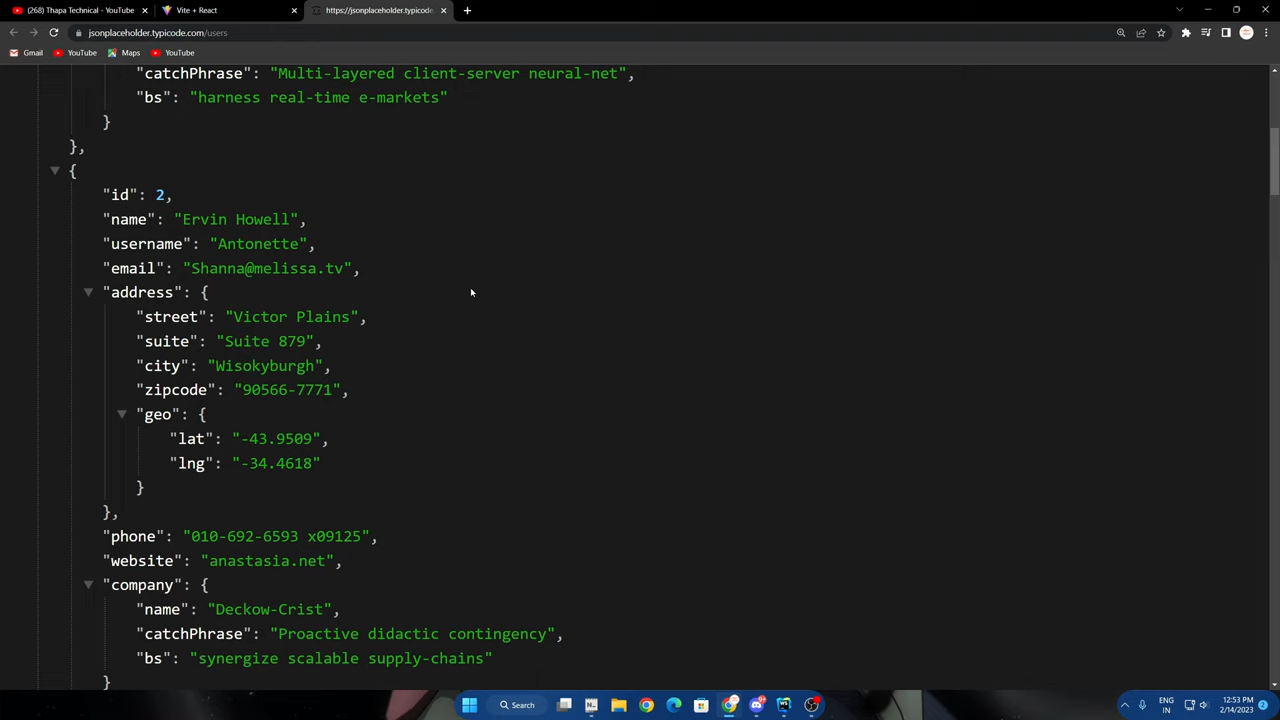 (268) Thapa Technical - YouTube
Vite + React
https://jsonplaceholder.typicode.c
jsonplaceholder.typicode.com/users
Gmail
YouTube
Maps
YouTube
"catchPhrase": "Multi-layered client-server neural-net",
"bs": "harness real-time e-markets"
}
},
{
"id": 2,
"name": "Ervin Howell",
"username": "Antonette",
"email": "Shanna@melissa.tv",
"address": {
"street": "Victor Plains",
"suite": "Suite 879",
"city": "Wisokyburgh",
"zipcode": "90566-7771",
"geo": {
"lat": "-43.9509",
"lng": "-34.4618"
}
},
"phone": "010-692-6593 x09125",
"website": "anastasia.net",
"company": {
"name": "Deckow-Crist",
"catchPhrase": "Proactive didactic contingency",
"bs": "synergize scalable supply-chains"
}
Search
ENG
IN
12:53 PM
2/14/2023
2